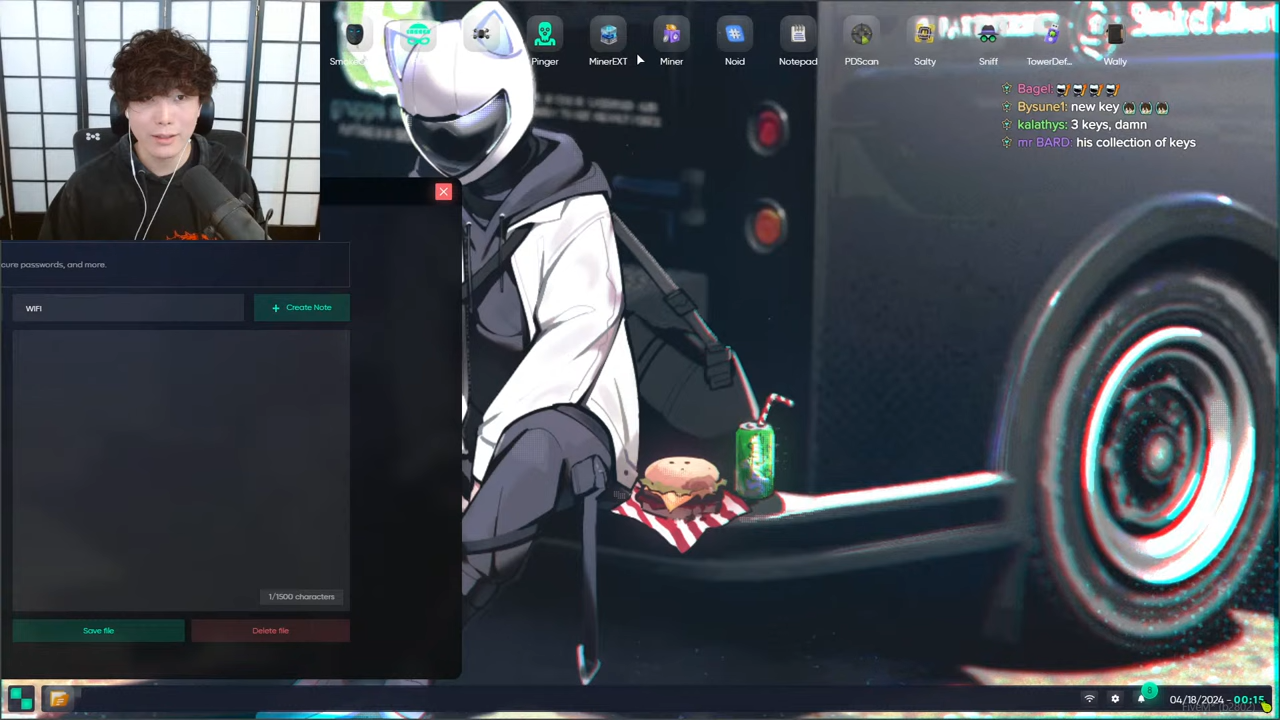 Pinger
MinerEXT
Miner
Noid
Notepad
PDScan
Salty
Sniff
TowerDef...
Wally
Bagel:
Bysune1: new key
kalathys: 3 keys, damn
mr BARD: his collection of keys
cure passwords, and more.
WIFI
+ Create Note
1/1500 characters
Save file
Delete file
8
04/18/2024 - 00:15